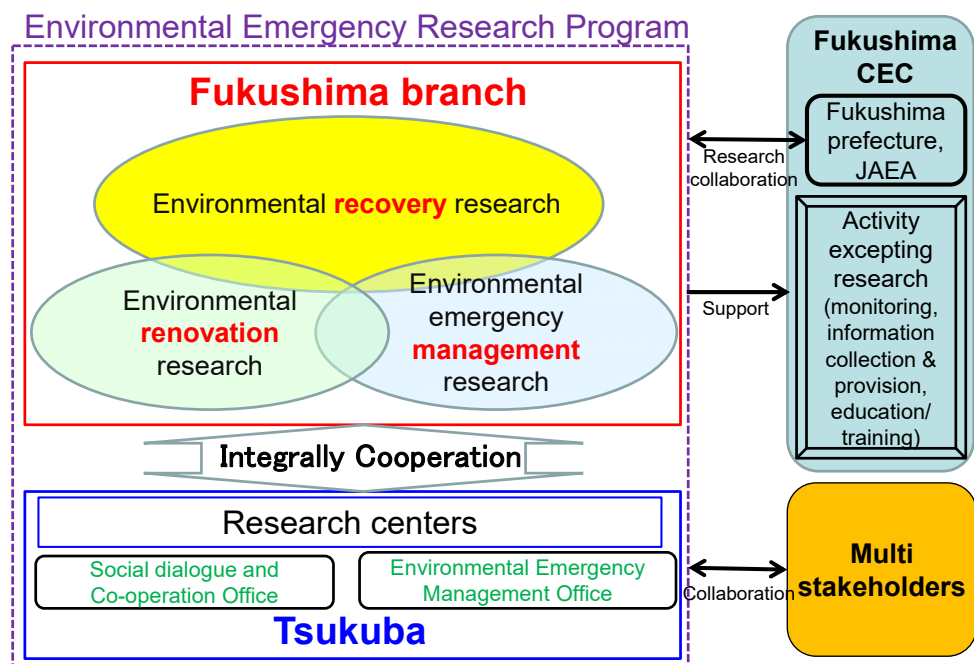 Environmental Emergency Research Program
Fukushima branch
Environmental recovery research
Environmental
renovation
research
Environmental
emergency
management
research
Integrally Cooperation
Research centers
Social dialogue and
Co-operation Office
Environmental Emergency
Management Office
Tsukuba
Research
collaboration
Support
Collaboration
Fukushima
CEC
Fukushima
prefecture,
JAEA
Activity
excepting
research
(monitoring,
information
collection &
provision,
education/
training)
Multi
stakeholders